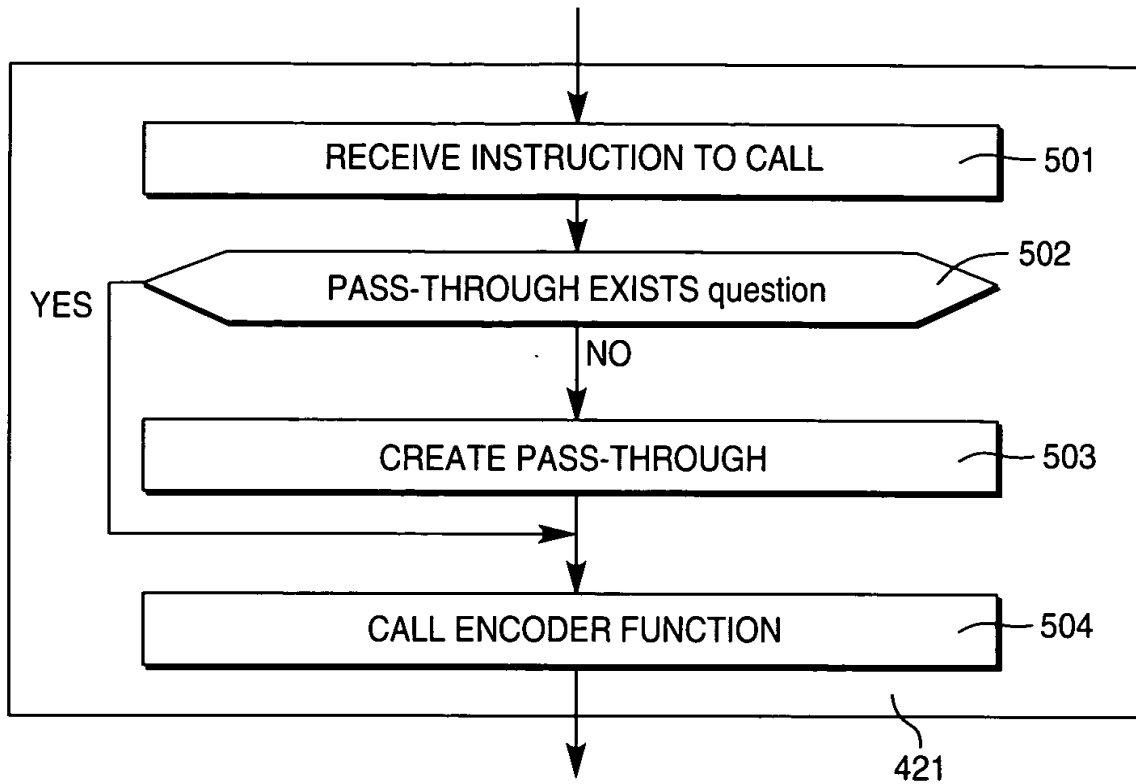 RECEIVE INSTRUCTION TO CALL
501
502
PASS-THROUGH EXISTS question
YES
NO
CREATE PASS-THROUGH
503
CALL ENCODER FUNCTION
504
421